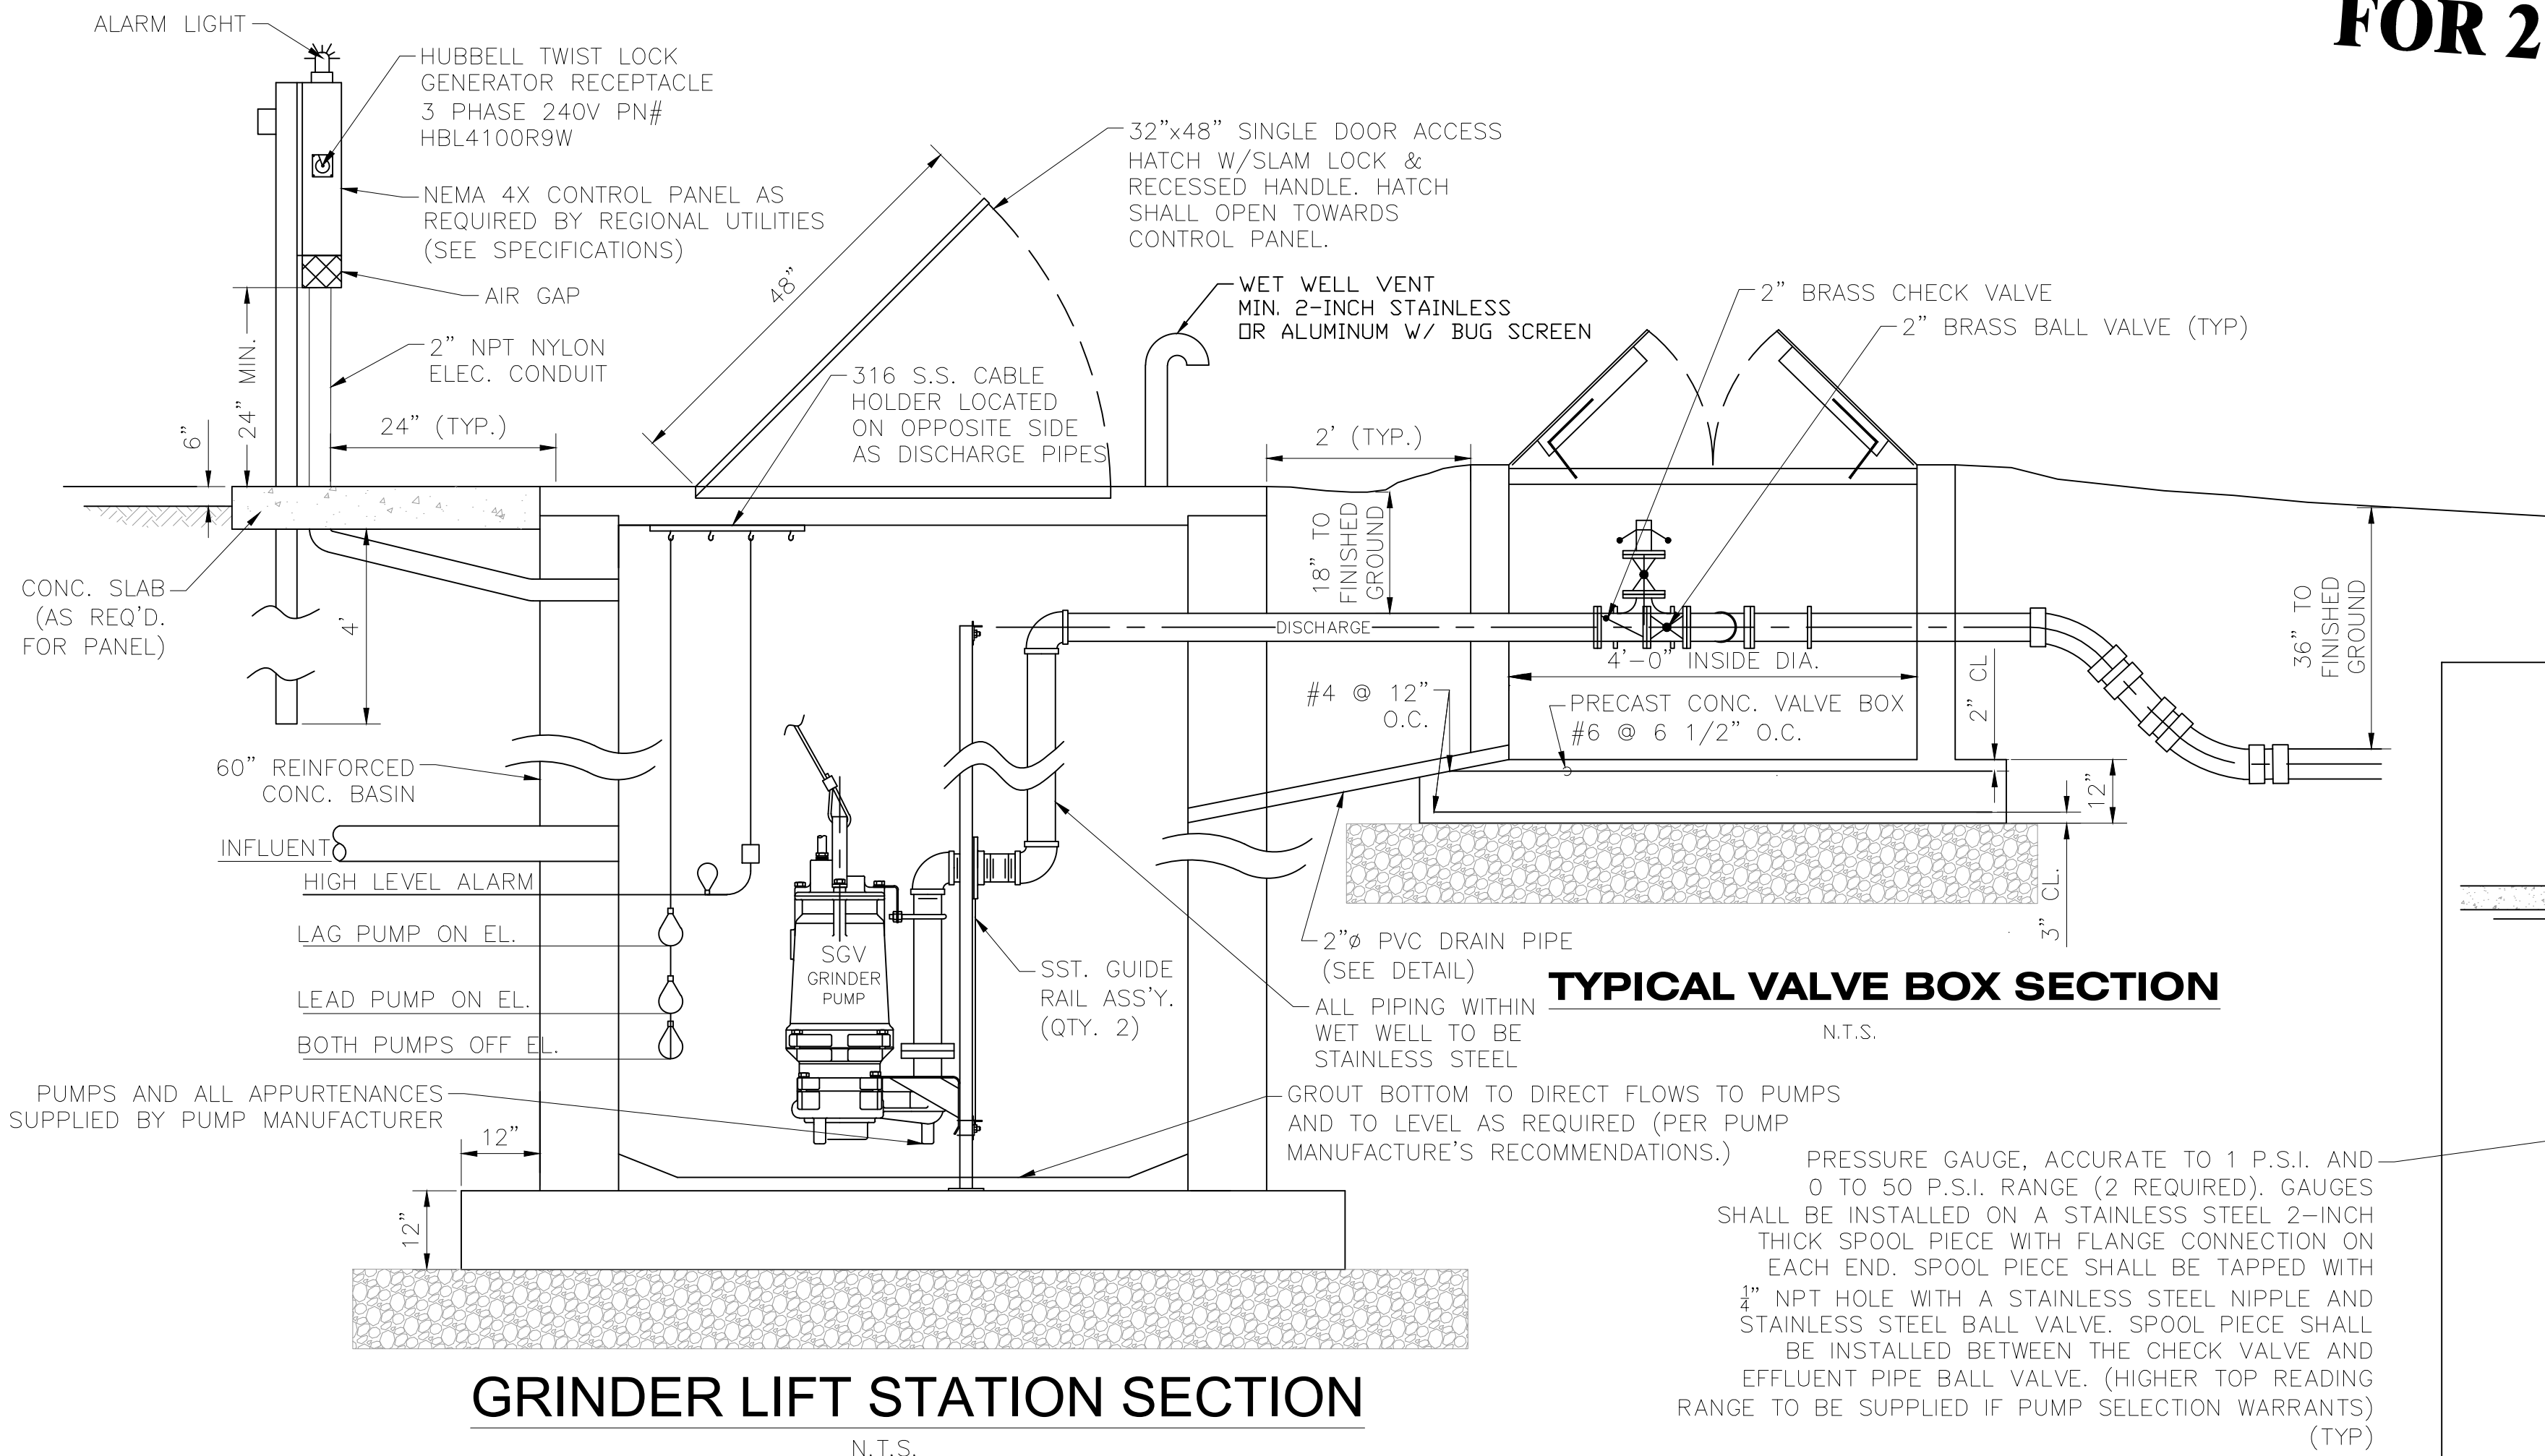 FOR 2
ALARM LIGHT
HUBBELL TWIST LOCK
GENERATOR RECEPTACLE
3 PHASE 240V PN#
HBL4100R9W
NEMA 4X CONTROL PANEL AS
REQUIRED BY REGIONAL UTILITIES
(SEE SPECIFICATIONS)
AIR GAP
2" NPT NYLON
ELEC. CONDUIT
24" MIN.
6"
24" (TYP.)
48"
32"x48" SINGLE DOOR ACCESS
HATCH W/SLAM LOCK &
RECESSED HANDLE. HATCH
SHALL OPEN TOWARDS
CONTROL PANEL.
WET WELL VENT
MIN. 2-INCH STAINLESS
OR ALUMINUM W/ BUG SCREEN
316 S.S. CABLE
HOLDER LOCATED
ON OPPOSITE SIDE
AS DISCHARGE PIPES
2' (TYP.)
2" BRASS CHECK VALVE
2" BRASS BALL VALVE (TYP)
18" TO
FINISHED
GROUND
36" TO
FINISHED
GROUND
CONC. SLAB
(AS REQ'D.
FOR PANEL)
4'
DISCHARGE
4'-0" INSIDE DIA.
#4 @ 12"
O.C.
PRECAST CONC. VALVE BOX
#6 @ 6 1/2" O.C.
2" CL
12"
3" CL.
60" REINFORCED
CONC. BASIN
INFLUENT
HIGH LEVEL ALARM
LAG PUMP ON EL.
LEAD PUMP ON EL.
BOTH PUMPS OFF EL.
SGV
GRINDER
PUMP
SST. GUIDE
RAIL ASS'Y.
(QTY. 2)
2"ø PVC DRAIN PIPE
(SEE DETAIL)
ALL PIPING WITHIN
WET WELL TO BE
STAINLESS STEEL
TYPICAL VALVE BOX SECTION
N.T.S.
PUMPS AND ALL APPURTENANCES
SUPPLIED BY PUMP MANUFACTURER
12"
12"
GROUT BOTTOM TO DIRECT FLOWS TO PUMPS
AND TO LEVEL AS REQUIRED (PER PUMP
MANUFACTURE'S RECOMMENDATIONS.)
PRESSURE GAUGE, ACCURATE TO 1 P.S.I. AND
0 TO 50 P.S.I. RANGE (2 REQUIRED). GAUGES
SHALL BE INSTALLED ON A STAINLESS STEEL 2-INCH
THICK SPOOL PIECE WITH FLANGE CONNECTION ON
EACH END. SPOOL PIECE SHALL BE TAPPED WITH
1/4" NPT HOLE WITH A STAINLESS STEEL NIPPLE AND
STAINLESS STEEL BALL VALVE. SPOOL PIECE SHALL
BE INSTALLED BETWEEN THE CHECK VALVE AND
EFFLUENT PIPE BALL VALVE. (HIGHER TOP READING
RANGE TO BE SUPPLIED IF PUMP SELECTION WARRANTS)
(TYP)
GRINDER LIFT STATION SECTION
N.T.S.